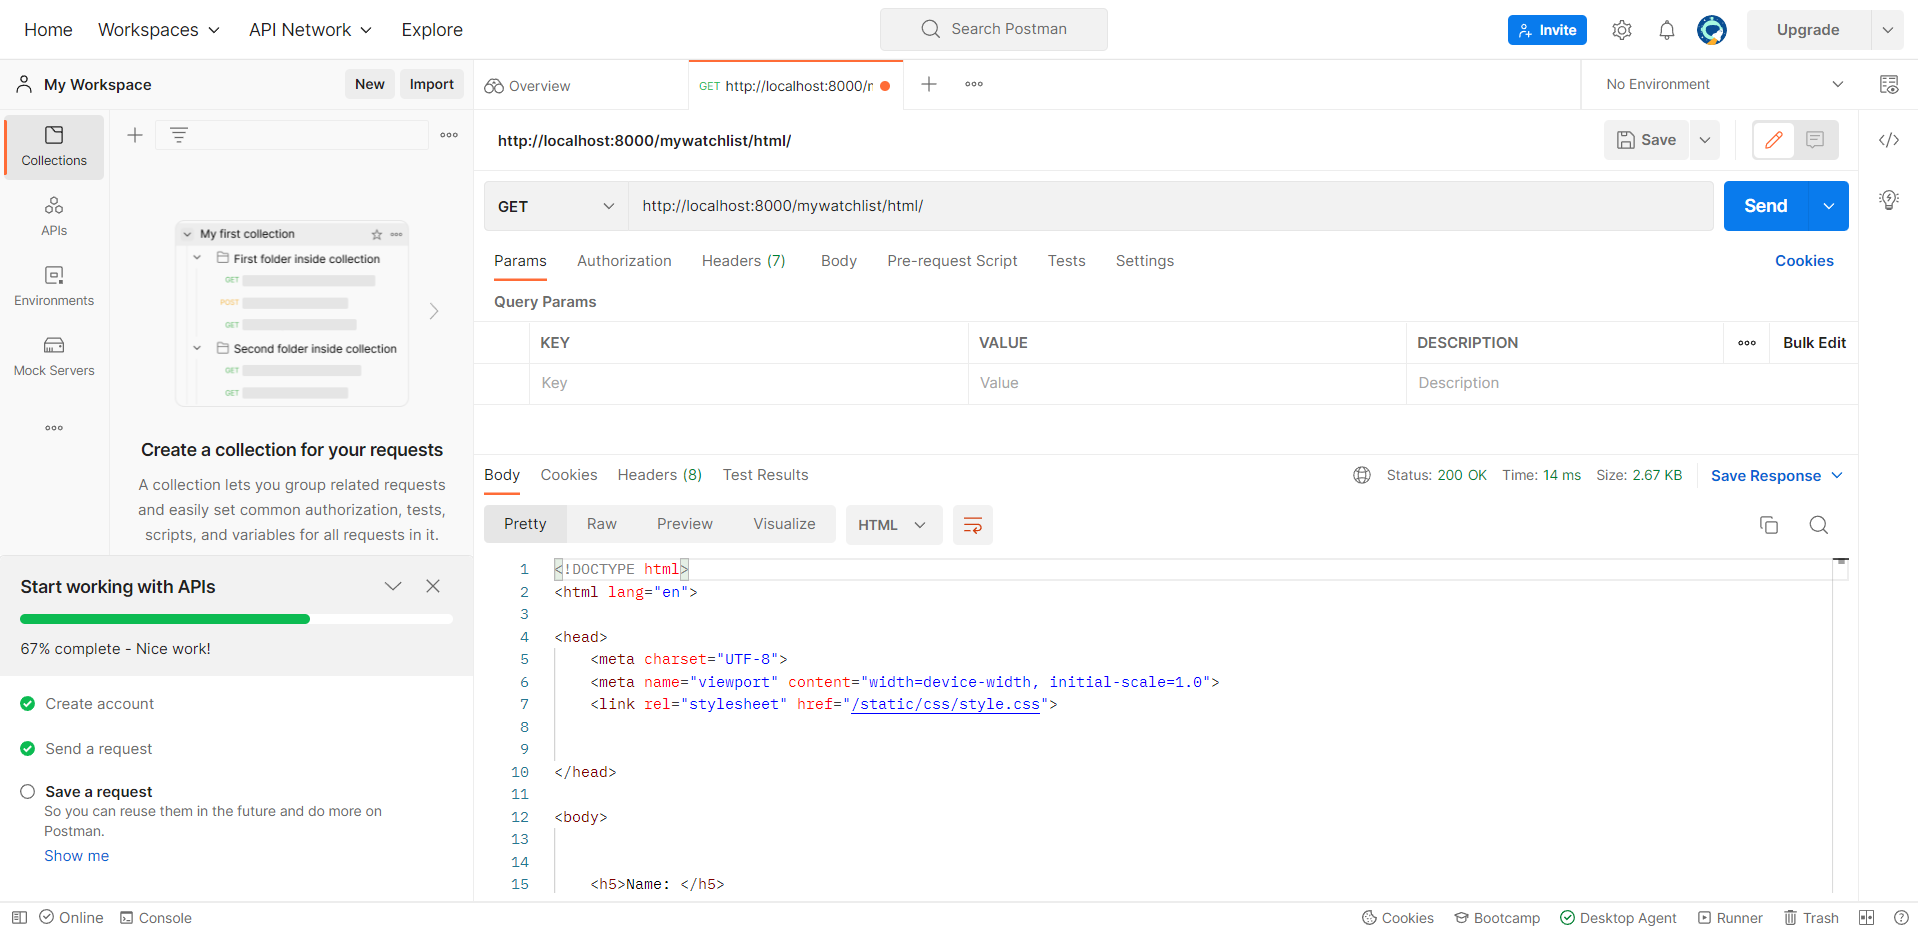 Home Workspaces API Network Explore Search Postman Invite Upgrade
My Workspace New Import Overview GET http://localhost:8000/ No Environment
http://localhost:8000/mywatchlist/html/ Save
Collections
APIs
Environments
Mock Servers
My first collection
First folder inside collection
GET
POST
GET
Second folder inside collection
GET
GET
Create a collection for your requests
A collection lets you group related requests
and easily set common authorization, tests,
scripts, and variables for all requests in it.
Start working with APIs
67% complete - Nice work!
Create account
Send a request
Save a request
So you can reuse them in the future and do more on
Postman.
Show me
GET http://localhost:8000/mywatchlist/html/ Send
Params Authorization Headers (7) Body Pre-request Script Tests Settings Cookies
Query Params
KEY VALUE DESCRIPTION Bulk Edit
Key Value Description
Body Cookies Headers (8) Test Results Status: 200 OK Time: 14 ms Size: 2.67 KB Save Response
Pretty Raw Preview Visualize HTML
1 <!DOCTYPE html>
2 <html lang="en">
3
4 <head>
5 <meta charset="UTF-8">
6 <meta name="viewport" content="width=device-width, initial-scale=1.0">
7 <link rel="stylesheet" href="/static/css/style.css">
8
9
10 </head>
11
12 <body>
13
14
15 <h5>Name: </h5>
Online Console Cookies Bootcamp Desktop Agent Runner Trash